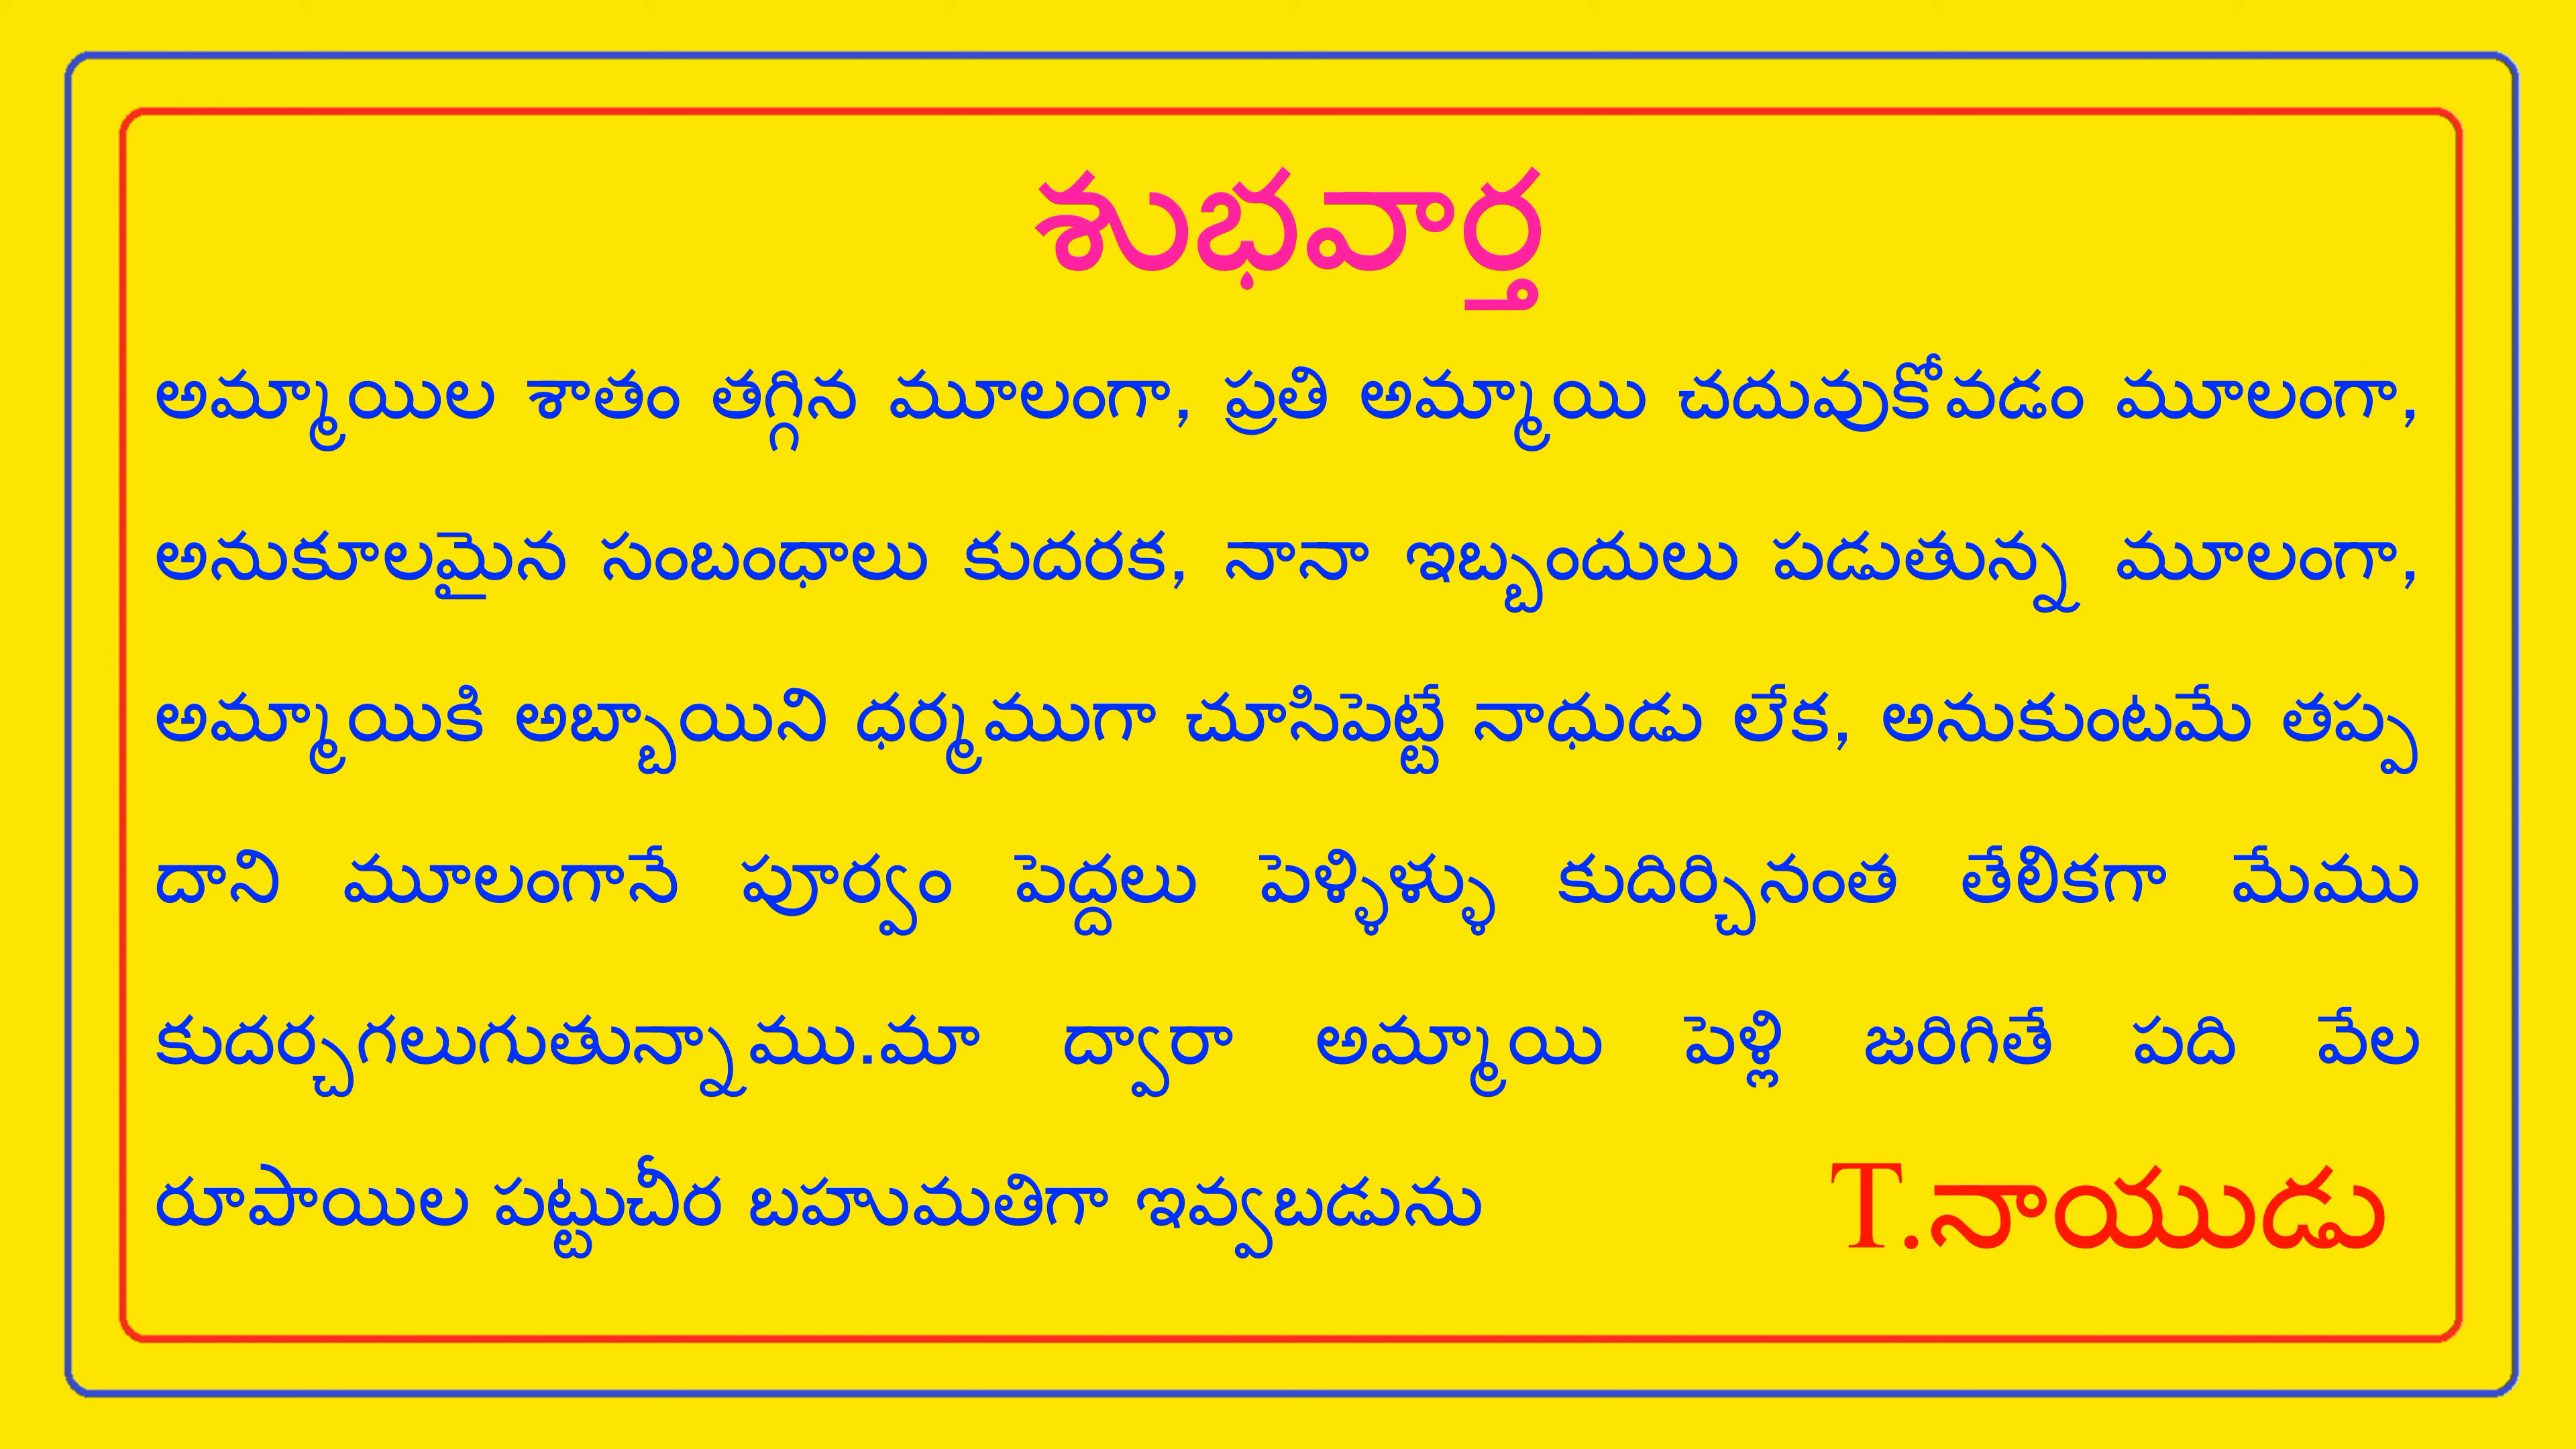 శుభవార్త
అమ్మాయిల శాతం తగ్గిన మూలంగా, ప్రతి అమ్మాయి చదువుకోవడం మూలంగా,
అనుకూలమైన సంబంధాలు కుదరక, నానా ఇబ్బందులు పడుతున్న మూలంగా,
అమ్మాయికి అబ్బాయిని ధర్మముగా చూసిపెట్టే నాధుడు లేక, అనుకుంటమే తప్ప
దాని మూలంగానే పూర్వం పెద్దలు పెళ్ళిళ్ళు కుదిర్చినంత తేలికగా మేము
కుదర్చగలుగుతున్నాము.మా ద్వారా అమ్మాయి పెళ్లి జరిగితే పది వేల
రూపాయిల పట్టుచీర బహుమతిగా ఇవ్వబడును T.నాయుడు